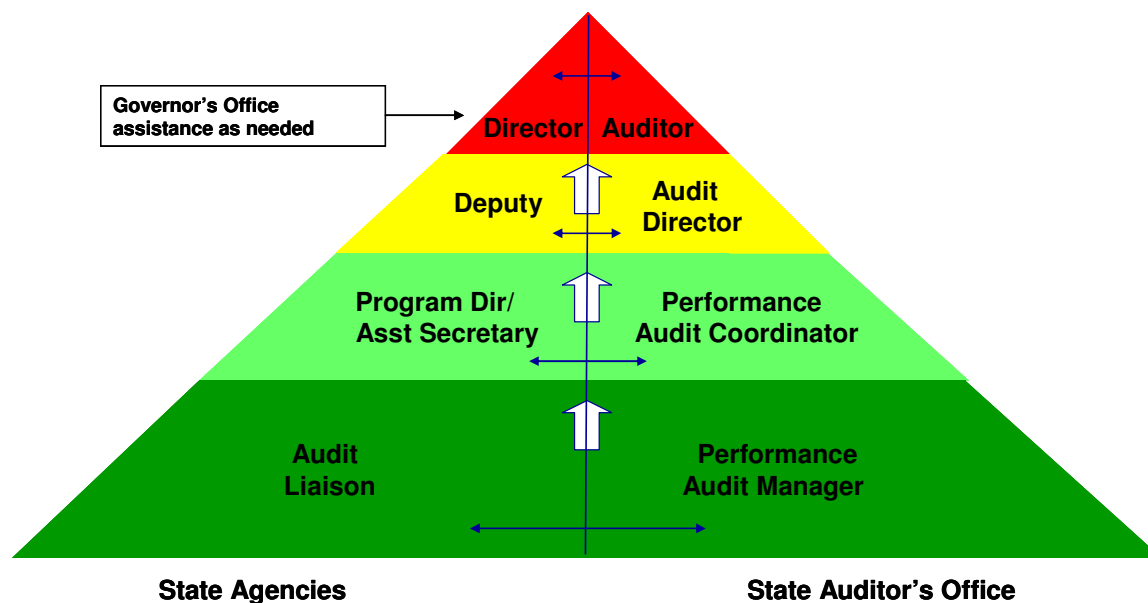 Governor's Office
assistance as needed
Director Auditor
Deputy
Audit
Director
Program Dir/
Asst Secretary
Performance
Audit Coordinator
Audit
Liaison
Performance
Audit Manager
State Agencies
State Auditor's Office